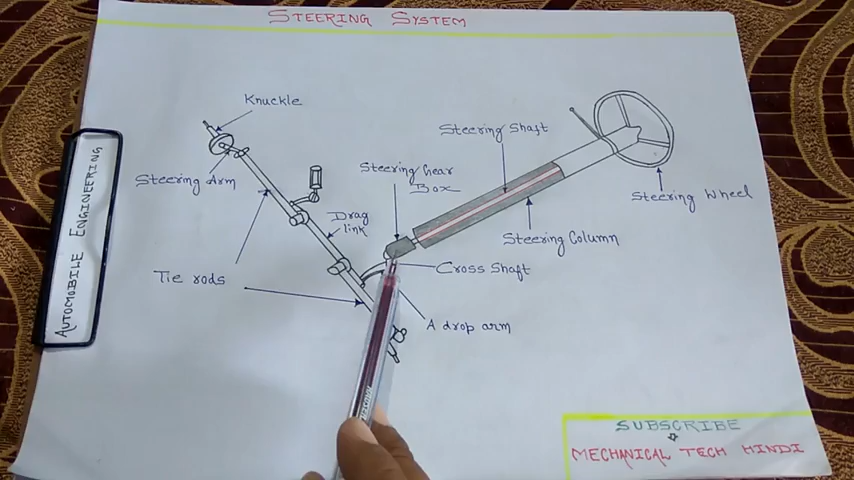 STEERING SYSTEM
Knuckle
Steering Shaft
Steering Gear
Box
Steering Arm
Steering Wheel
Drag
link
Steering Column
Cross Shaft
Tie rods
A drop arm
AUTOMOBILE ENGINEERING
SUBSCRIBE
MECHANICAL TECH HINDI